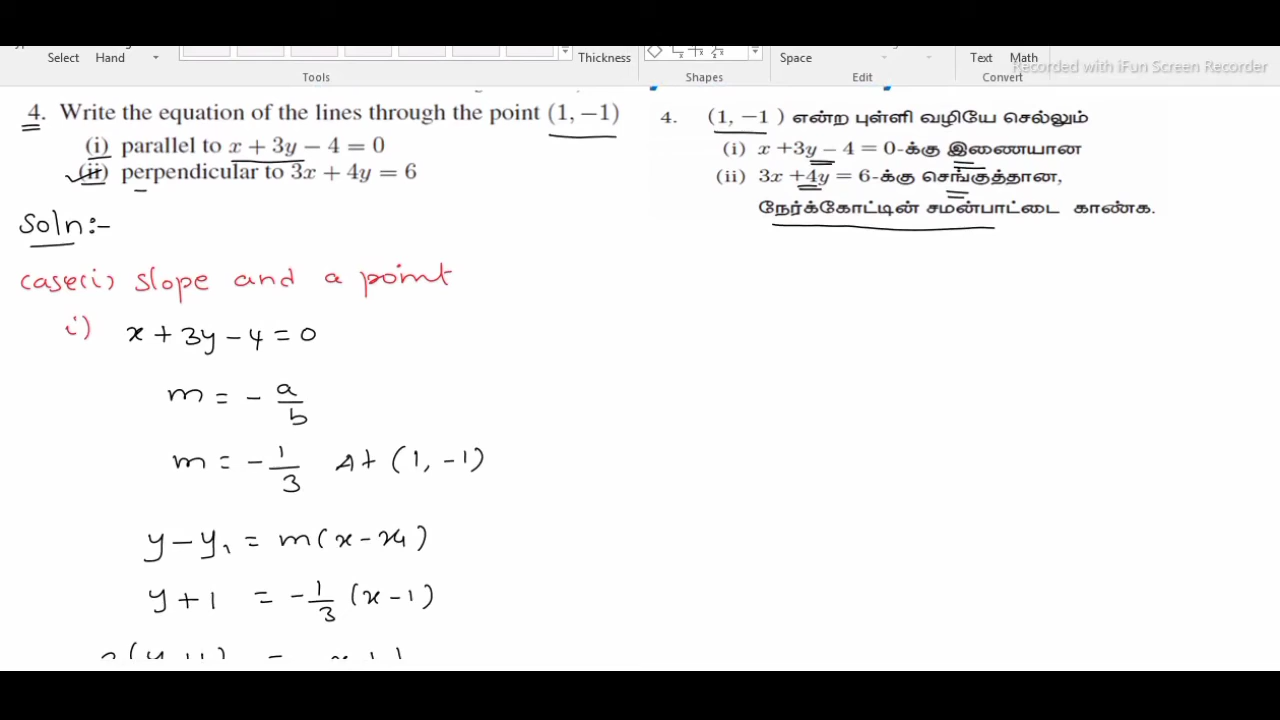 Select Hand Thickness Space Text Math
Tools Shapes Edit Convert
Recorded with iFun Screen Recorder
4. Write the equation of the lines through the point (1, −1)
(i) parallel to x + 3y − 4 = 0
(ii) perpendicular to 3x + 4y = 6
4. (1, −1 ) என்ற புள்ளி வழியே செல்லும்
(i) x +3y − 4 = 0-க்கு இணையான
(ii) 3x +4y = 6-க்கு செங்குத்தான,
நேர்க்கோட்டின் சமன்பாட்டை காண்க.
Soln:-
case(i) slope and a point
i) x + 3y − 4 = 0
m = - a/b
m = - 1/3 At (1, -1)
y − y₁ = m(x − x₁)
y + 1 = - 1/3 (x − 1)